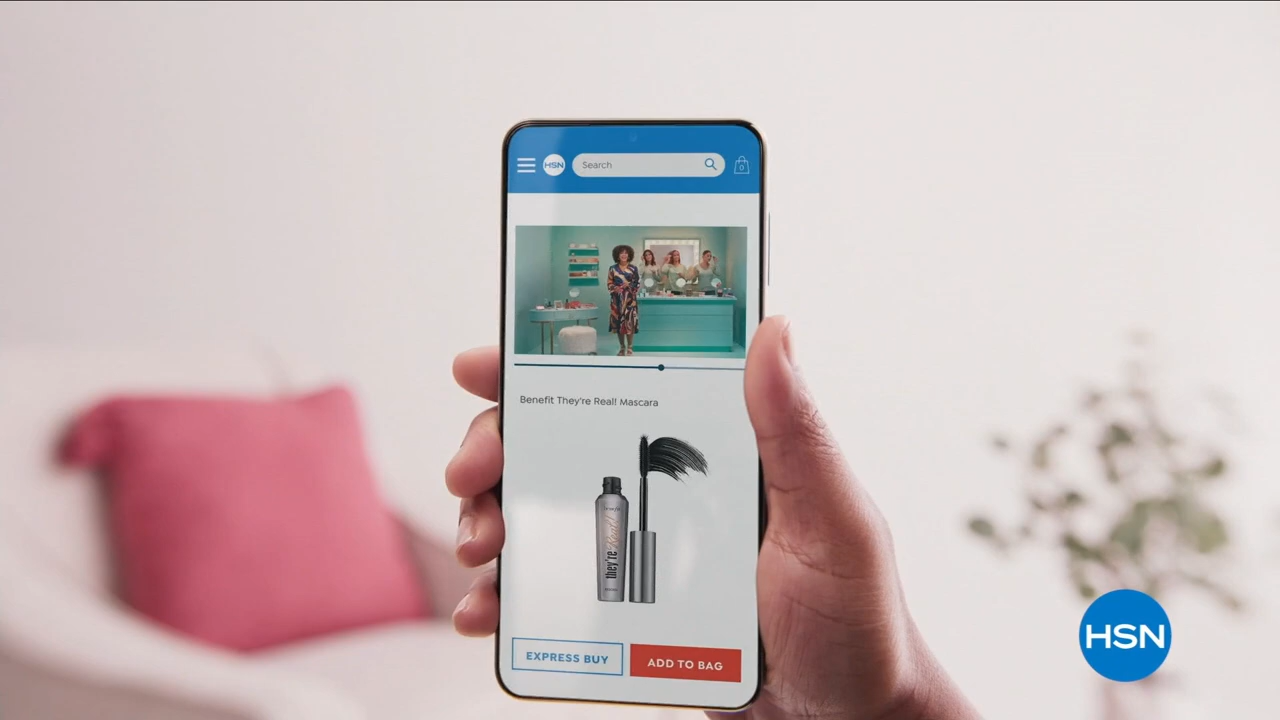 HSN
Search
0
Benefit They're Real! Mascara
benefit
they're Real!
EXPRESS BUY
ADD TO BAG
HSN